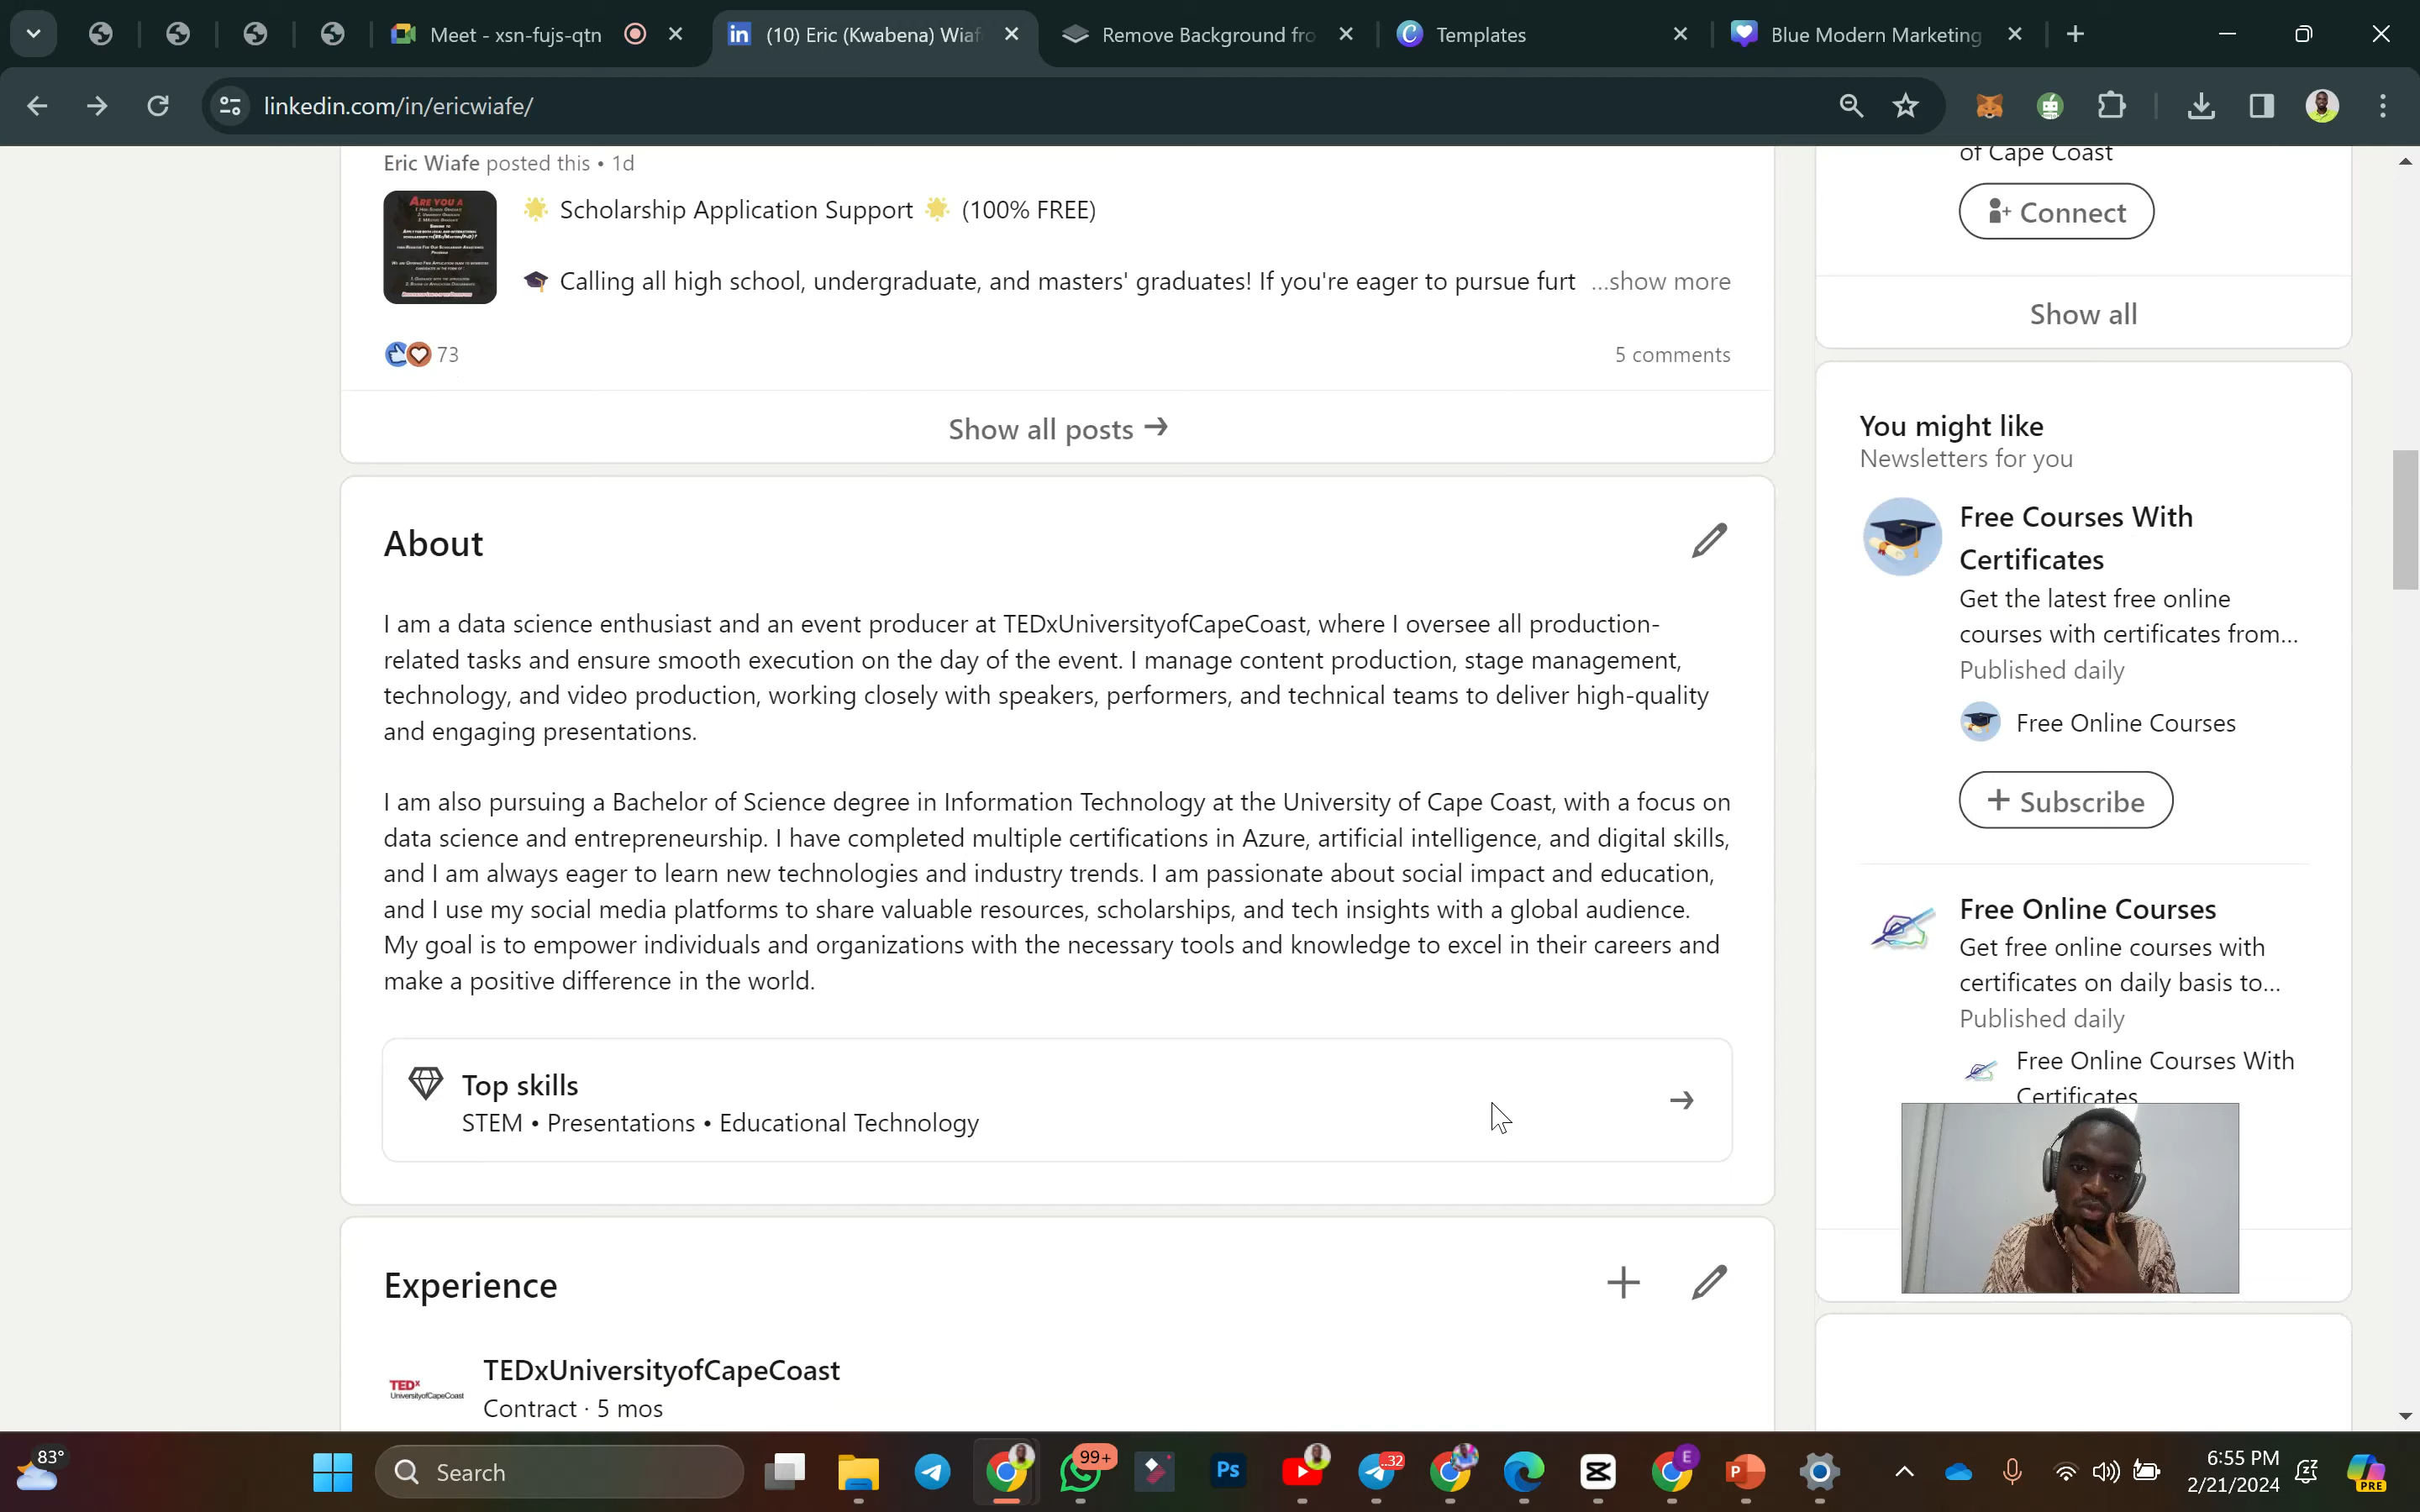 Meet - xsn-fujs-qtn
(10) Eric (Kwabena) Wiaf
Remove Background fro
Templates
Blue Modern Marketing
linkedin.com/in/ericwiafe/
Eric Wiafe posted this • 1d
ARE YOU A
🌟 Scholarship Application Support 🌟 (100% FREE)
🎓 Calling all high school, undergraduate, and masters' graduates! If you're eager to pursue furt ...show more
73
5 comments
Show all posts →
About
I am a data science enthusiast and an event producer at TEDxUniversityofCapeCoast, where I oversee all production-
related tasks and ensure smooth execution on the day of the event. I manage content production, stage management,
technology, and video production, working closely with speakers, performers, and technical teams to deliver high-quality
and engaging presentations.
I am also pursuing a Bachelor of Science degree in Information Technology at the University of Cape Coast, with a focus on
data science and entrepreneurship. I have completed multiple certifications in Azure, artificial intelligence, and digital skills,
and I am always eager to learn new technologies and industry trends. I am passionate about social impact and education,
and I use my social media platforms to share valuable resources, scholarships, and tech insights with a global audience.
My goal is to empower individuals and organizations with the necessary tools and knowledge to excel in their careers and
make a positive difference in the world.
Top skills
STEM • Presentations • Educational Technology
Experience
TEDx
UniversityofCapeCoast
TEDxUniversityofCapeCoast
Contract · 5 mos
of Cape Coast
Connect
Show all
You might like
Newsletters for you
Free Courses With
Certificates
Get the latest free online
courses with certificates from...
Published daily
Free Online Courses
+ Subscribe
Free Online Courses
Get free online courses with
certificates on daily basis to...
Published daily
Free Online Courses With
Certificates
83°
Search
99+
Ps
..32
E
P
6:55 PM
2/21/2024
PRE